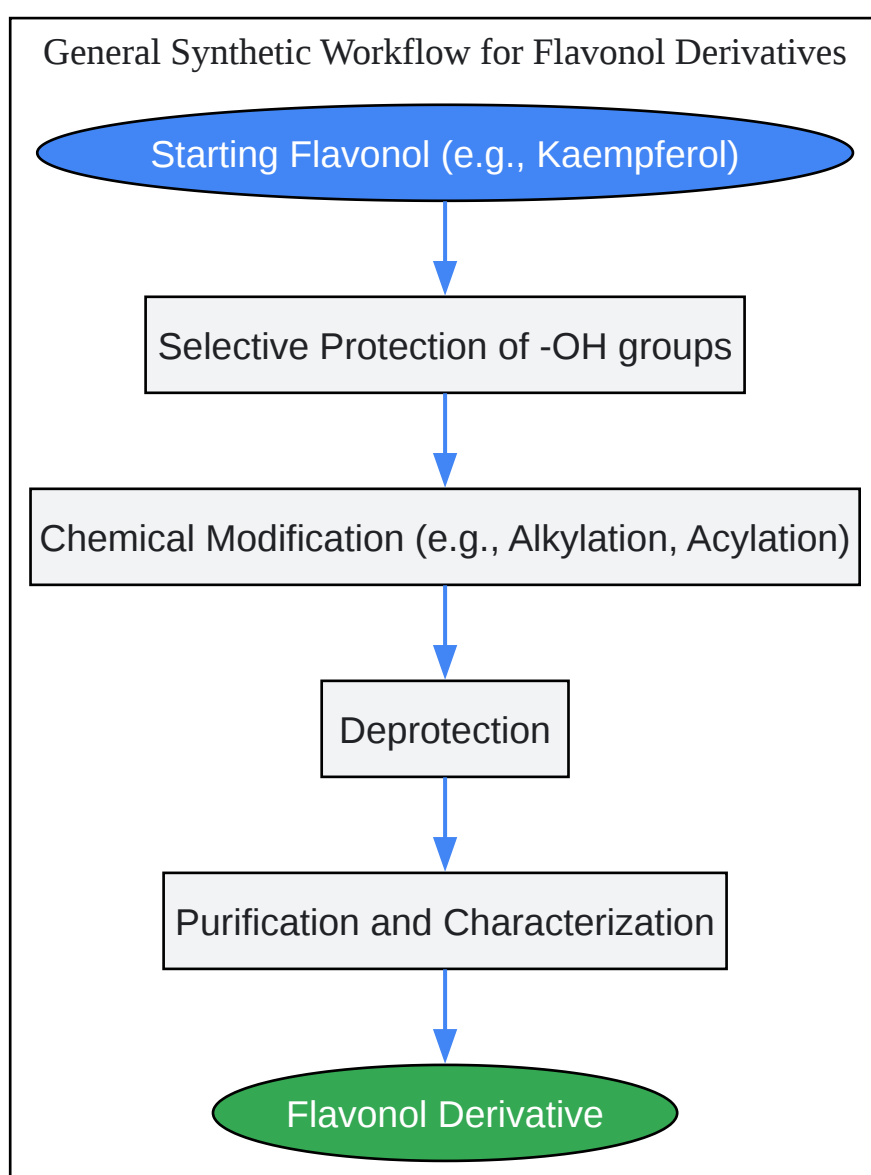 General Synthetic Workflow for Flavonol Derivatives
Starting Flavonol (e.g., Kaempferol)
Selective Protection of -OH groups
Chemical Modification (e.g., Alkylation, Acylation)
Deprotection
Purification and Characterization
Flavonol Derivative